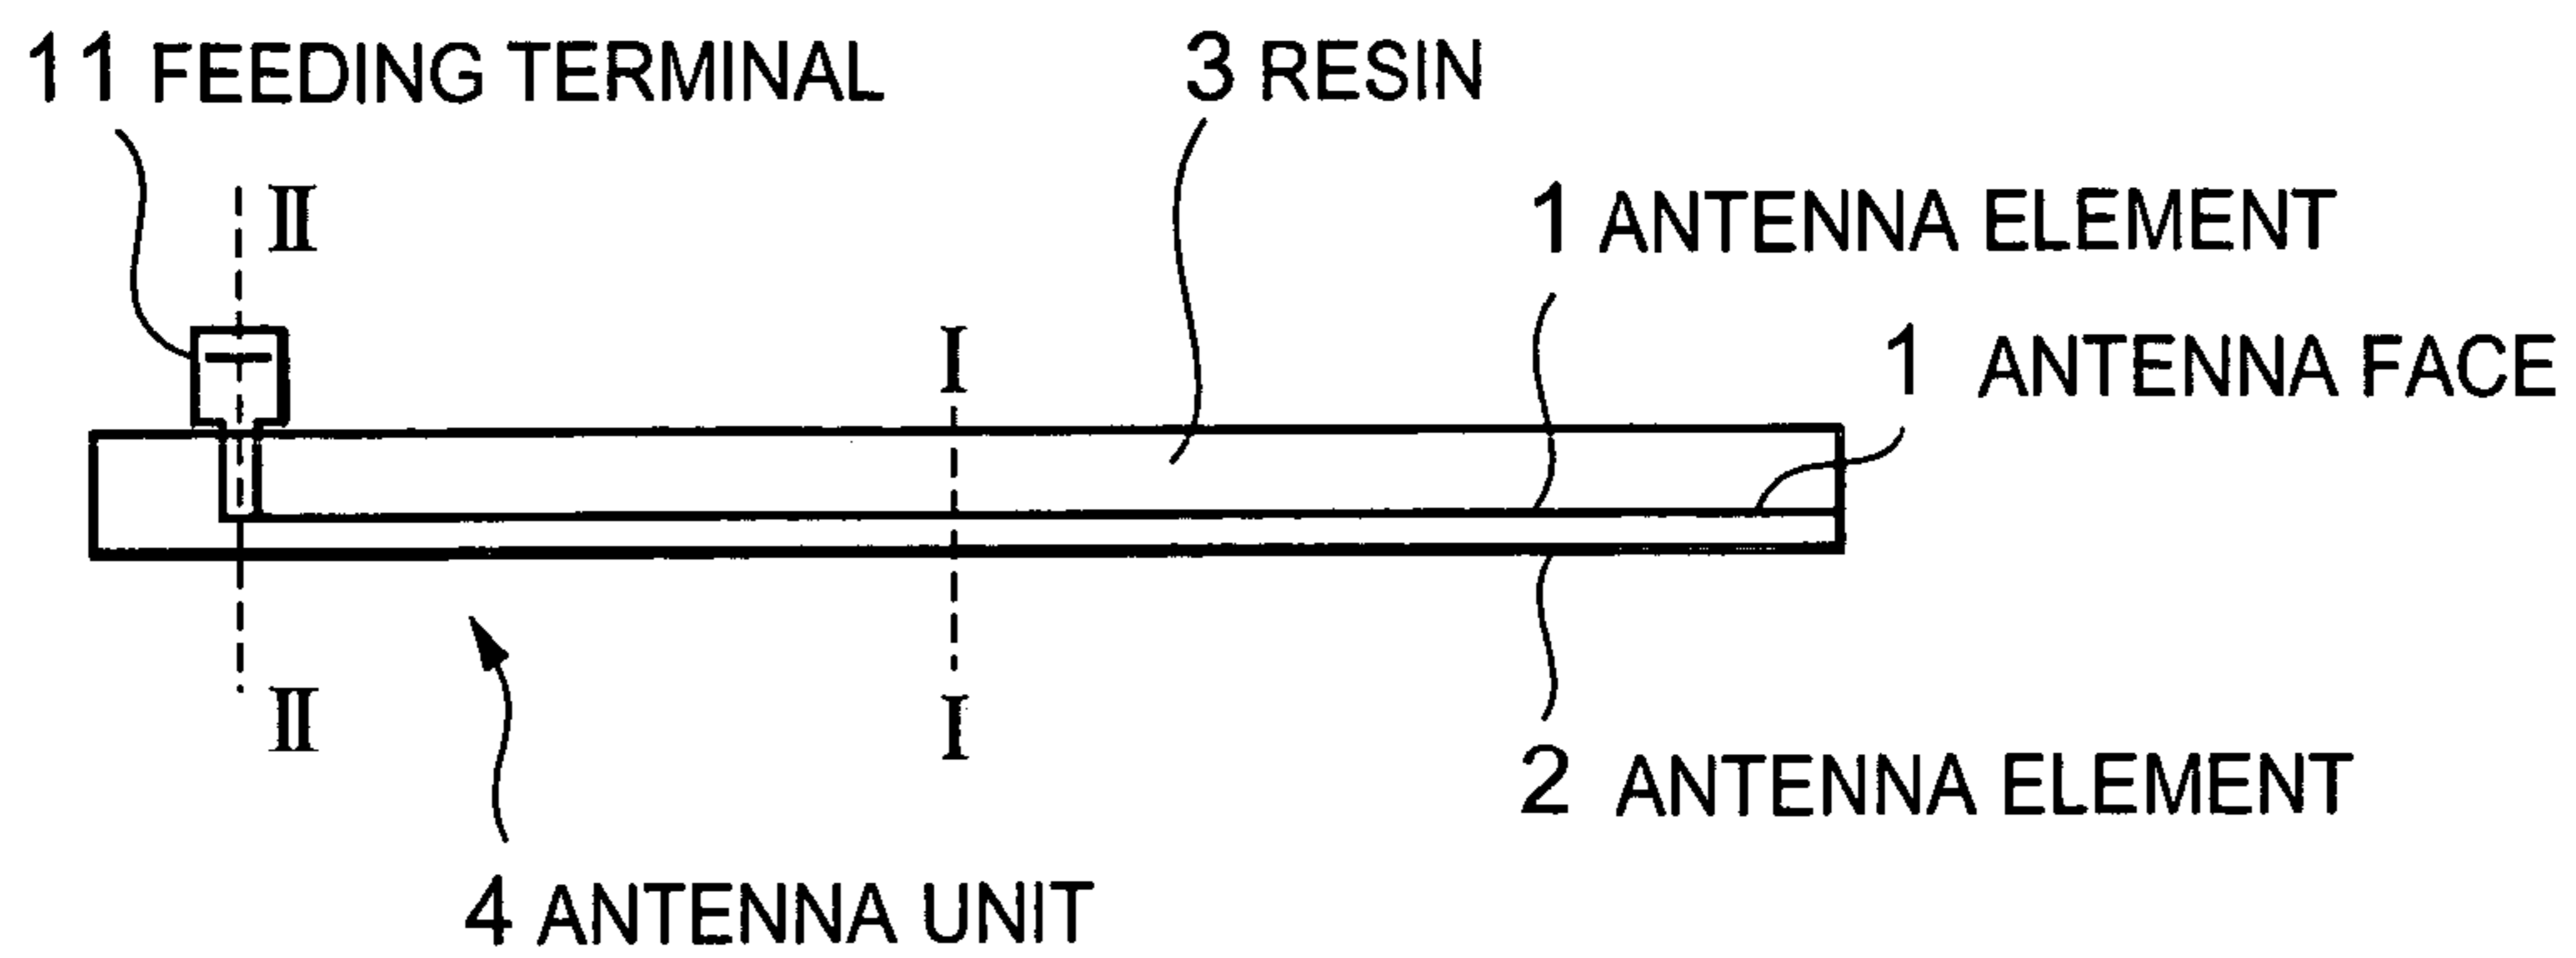 11 FEEDING TERMINAL
3 RESIN
II
1 ANTENNA ELEMENT
I
1 ANTENNA FACE
II
I
2 ANTENNA ELEMENT
4 ANTENNA UNIT